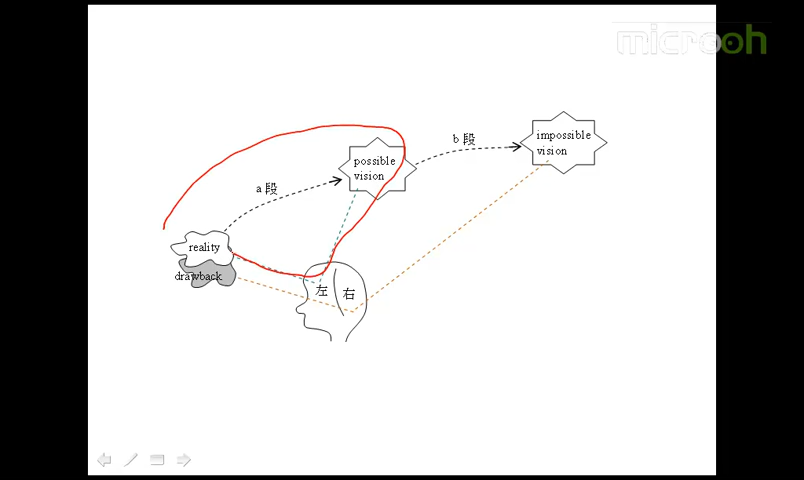 microoh
impossible
vision
b 段
possible
vision
a 段
reality
drawback
左 右